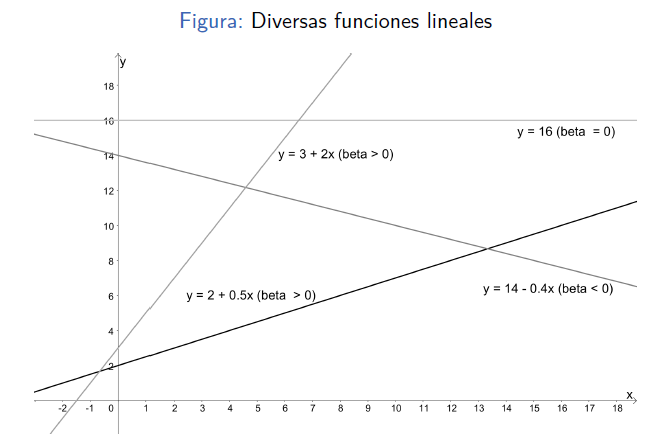 Figura: Diversas funciones lineales
y
18
16
y = 16 (beta  = 0)
14
y = 3 + 2x (beta > 0)
12
10
8
6
y = 2 + 0.5x (beta  > 0)
y = 14 - 0.4x (beta < 0)
4
2
x
-2 -1 0 1 2 3 4 5 6 7 8 9 10 11 12 13 14 15 16 17 18